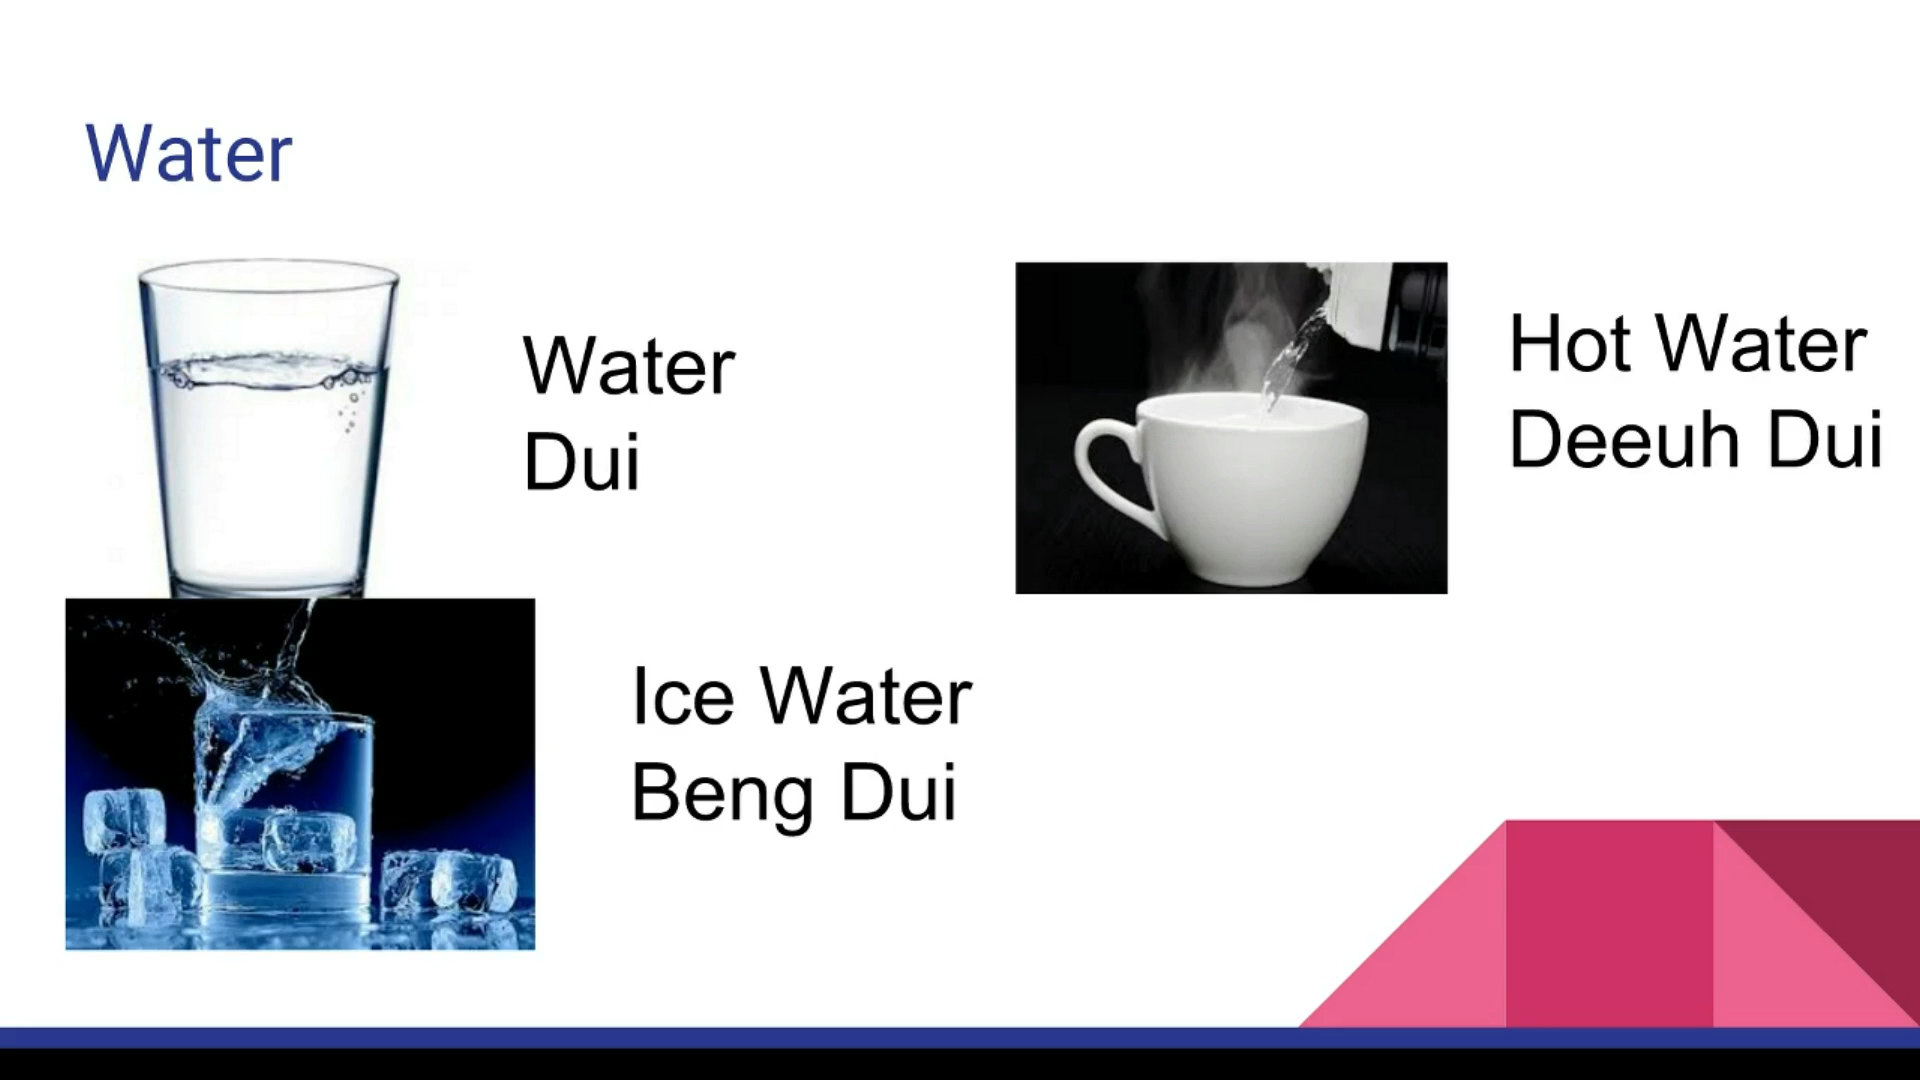 Water
Water
Dui
Hot Water
Deeuh Dui
Ice Water
Beng Dui